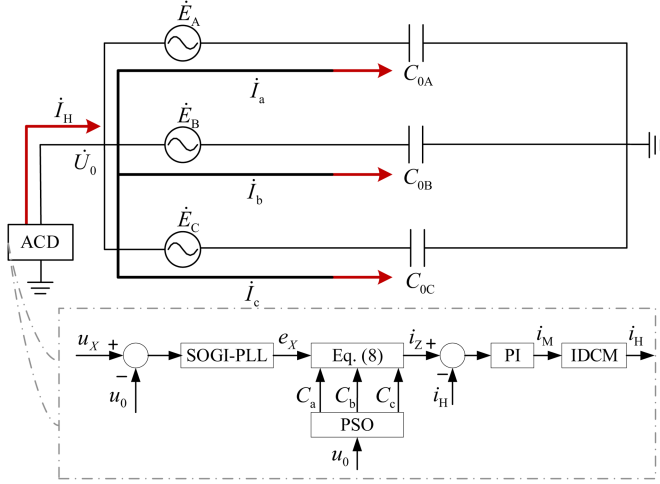 Ė_A
C_0A
İ_a
İ_H
Ė_B
U̇_0
C_0B
İ_b
ACD
Ė_C
C_0C
İ_c
u_X + − u_0 SOGI-PLL e_X Eq. (8) i_Z + − i_H PI i_M IDCM i_H
C_a C_b C_c
PSO
u_0